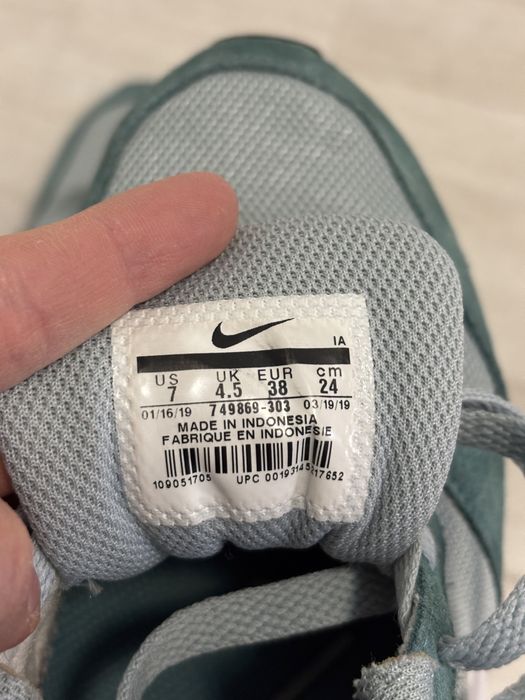 IA
US UK EUR cm
7 4.5 38 24
01/16/19 749869-303 03/19/19
MADE IN INDONESIA
FABRIQUE EN INDONESIE
109051705 UPC